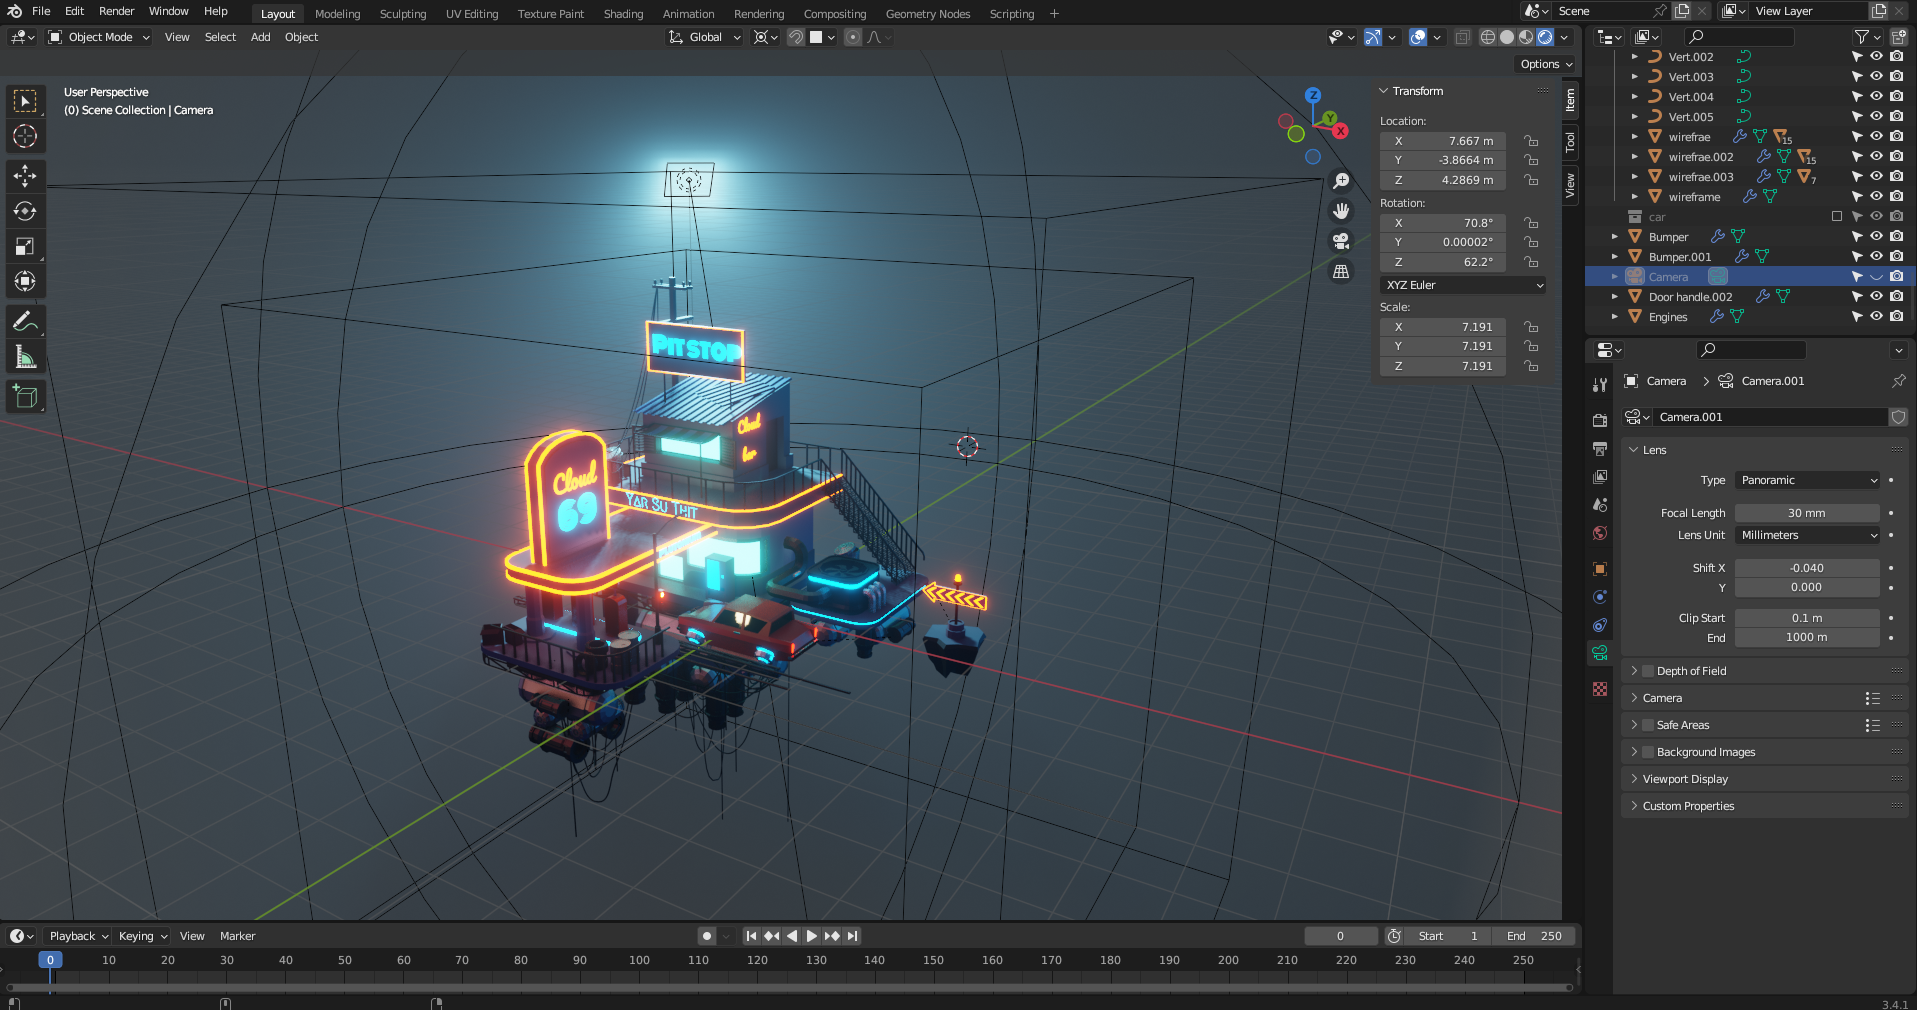 File Edit Render Window Help Layout Modeling Sculpting UV Editing Texture Paint Shading Animation Rendering Compositing Geometry Nodes Scripting + Scene View Layer
Object Mode View Select Add Object Global
Options
User Perspective
(0) Scene Collection | Camera
Z
Y
X
PIT STOP
Cloud
bar
Cloud
69
YAR SU THIT
Transform
Location:
X 7.667 m
Y -3.8664 m
Z 4.2869 m
Rotation:
X 70.8°
Y 0.00002°
Z 62.2°
XYZ Euler
Scale:
X 7.191
Y 7.191
Z 7.191
Item
Tool
View
Vert.002
Vert.003
Vert.004
Vert.005
wirefrae 15
wirefrae.002 15
wirefrae.003 7
wireframe
car
Bumper
Bumper.001
Camera
Door handle.002
Engines
Camera > Camera.001
Camera.001
Lens
Type Panoramic
Focal Length 30 mm
Lens Unit Millimeters
Shift X -0.040
Y 0.000
Clip Start 0.1 m
End 1000 m
Depth of Field
Camera
Safe Areas
Background Images
Viewport Display
Custom Properties
Playback Keying View Marker 0 Start 1 End 250
0 10 20 30 40 50 60 70 80 90 100 110 120 130 140 150 160 170 180 190 200 210 220 230 240 250
3.4.1